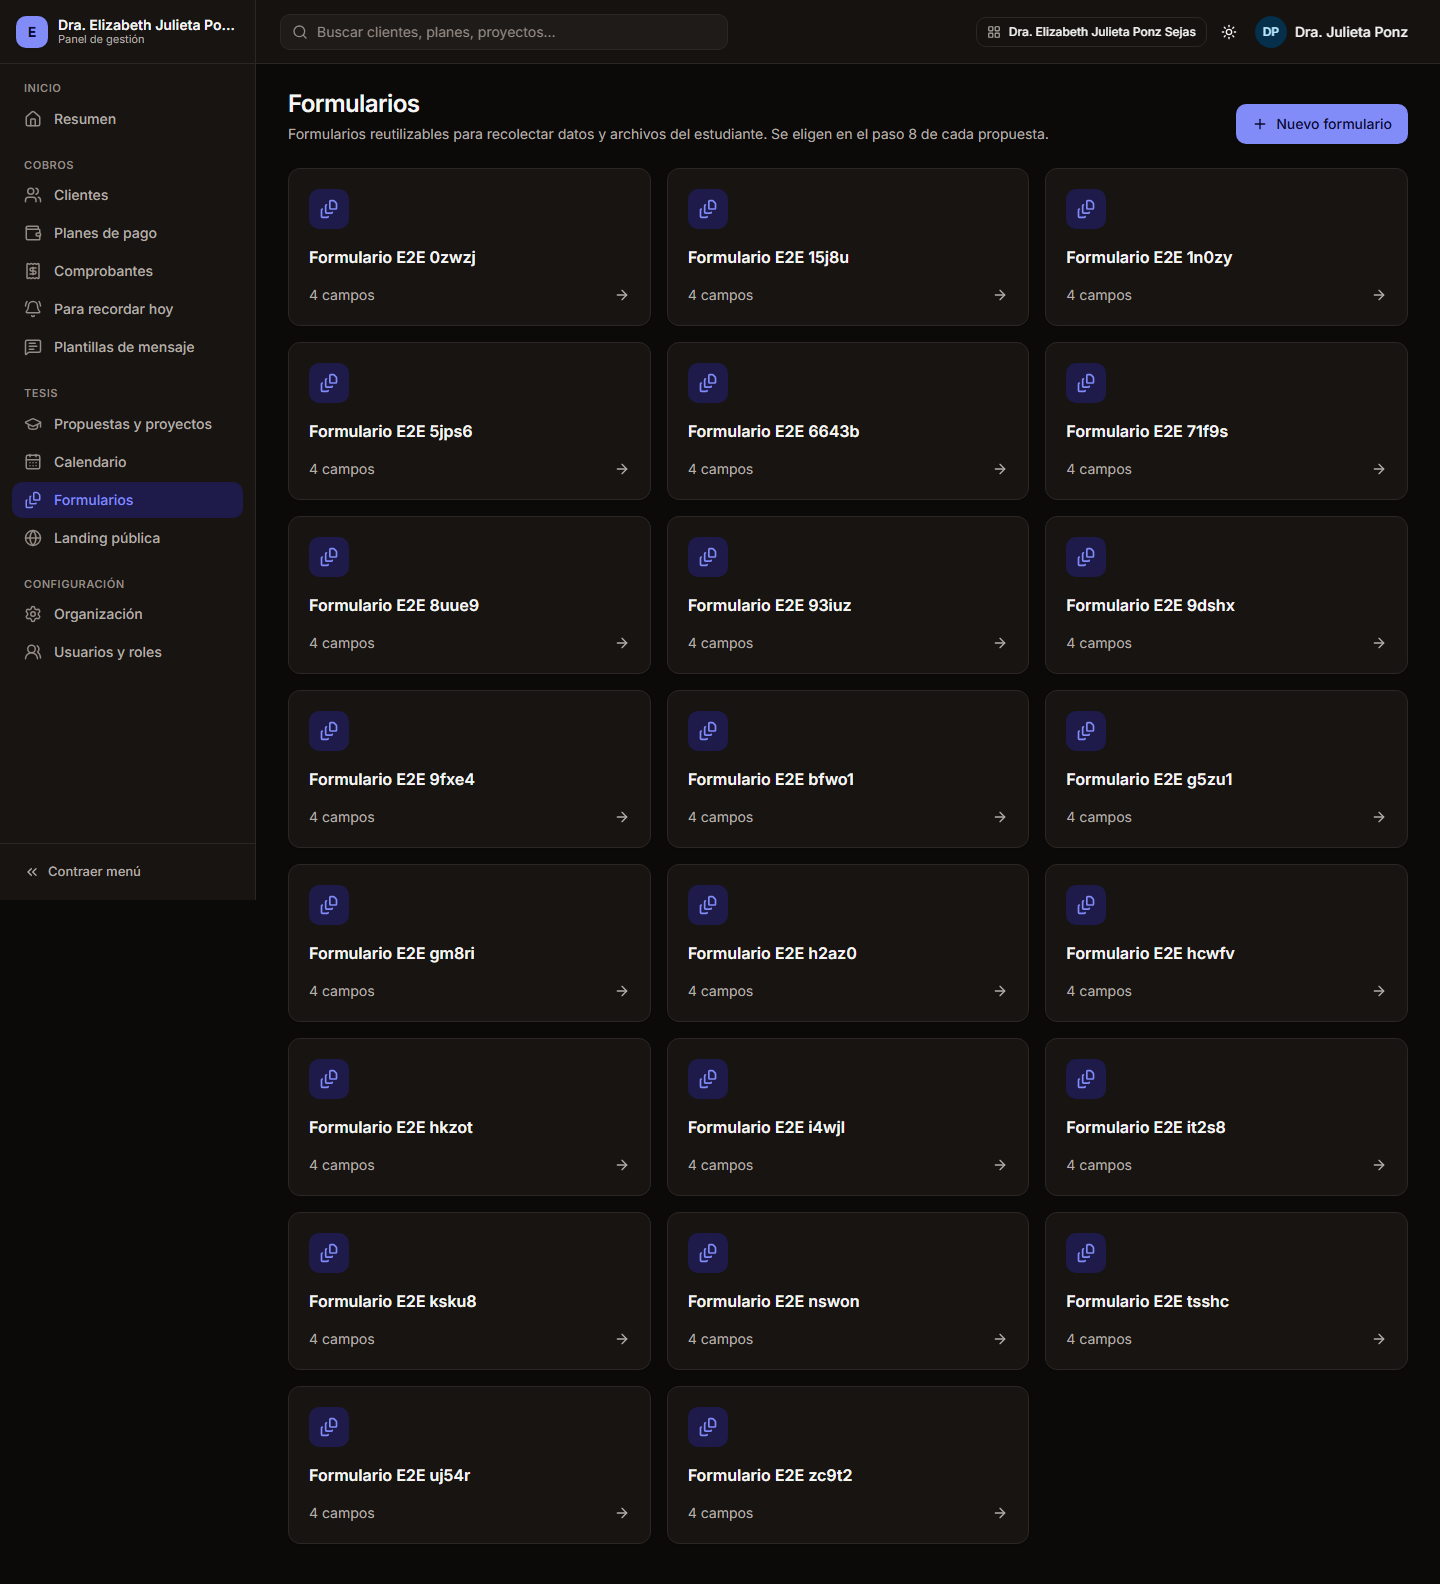 E
Dra. Elizabeth Julieta Po...
Panel de gestión
Buscar clientes, planes, proyectos...
Dra. Elizabeth Julieta Ponz Sejas
DP
Dra. Julieta Ponz
INICIO
Resumen
COBROS
Clientes
Planes de pago
Comprobantes
Para recordar hoy
Plantillas de mensaje
TESIS
Propuestas y proyectos
Calendario
Formularios
Landing pública
CONFIGURACIÓN
Organización
Usuarios y roles
Contraer menú
Formularios
Formularios reutilizables para recolectar datos y archivos del estudiante. Se eligen en el paso 8 de cada propuesta.
Nuevo formulario
Formulario E2E 0zwzj
4 campos
Formulario E2E 15j8u
4 campos
Formulario E2E 1n0zy
4 campos
Formulario E2E 5jps6
4 campos
Formulario E2E 6643b
4 campos
Formulario E2E 71f9s
4 campos
Formulario E2E 8uue9
4 campos
Formulario E2E 93iuz
4 campos
Formulario E2E 9dshx
4 campos
Formulario E2E 9fxe4
4 campos
Formulario E2E bfwo1
4 campos
Formulario E2E g5zu1
4 campos
Formulario E2E gm8ri
4 campos
Formulario E2E h2az0
4 campos
Formulario E2E hcwfv
4 campos
Formulario E2E hkzot
4 campos
Formulario E2E i4wjl
4 campos
Formulario E2E it2s8
4 campos
Formulario E2E ksku8
4 campos
Formulario E2E nswon
4 campos
Formulario E2E tsshc
4 campos
Formulario E2E uj54r
4 campos
Formulario E2E zc9t2
4 campos